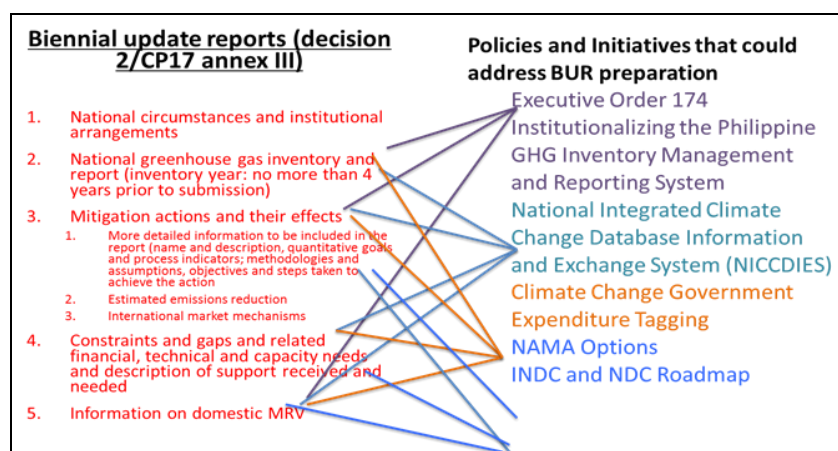 Biennial update reports (decision
2/CP17 annex III)
1. National circumstances and institutional
arrangements
2. National greenhouse gas inventory and
report (inventory year: no more than 4
years prior to submission)
3. Mitigation actions and their effects
1. More detailed information to be included in the
report (name and description, quantitative goals
and process indicators; methodologies and
assumptions, objectives and steps taken to
achieve the action
2. Estimated emissions reduction
3. International market mechanisms
4. Constraints and gaps and related
financial, technical and capacity needs
and description of support received and
needed
5. Information on domestic MRV
Policies and Initiatives that could
address BUR preparation
Executive Order 174
Institutionalizing the Philippine
GHG Inventory Management
and Reporting System
National Integrated Climate
Change Database Information
and Exchange System (NICCDIES)
Climate Change Government
Expenditure Tagging
NAMA Options
INDC and NDC Roadmap